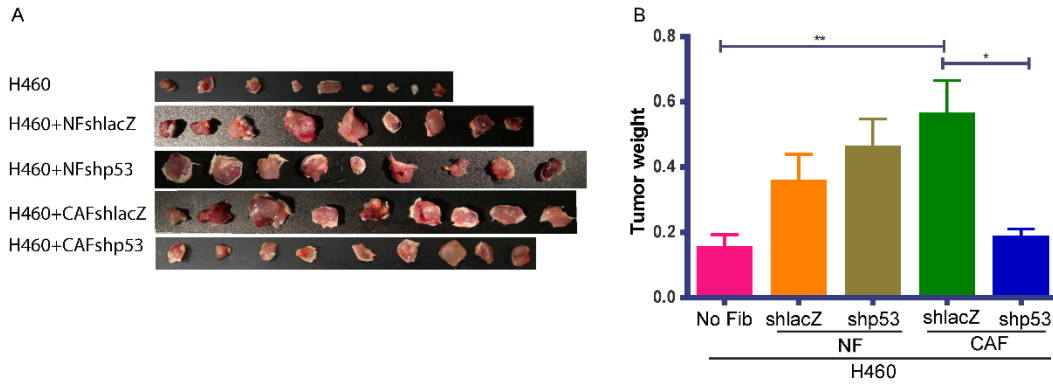 A
H460
H460+NFshlacZ
H460+NFshp53
H460+CAFshlacZ
H460+CAFshp53
B
Tumor weight
0.8
0.6
0.4
0.2
0.0
**
*
No Fib shlacZ shp53 shlacZ shp53
NF CAF
H460